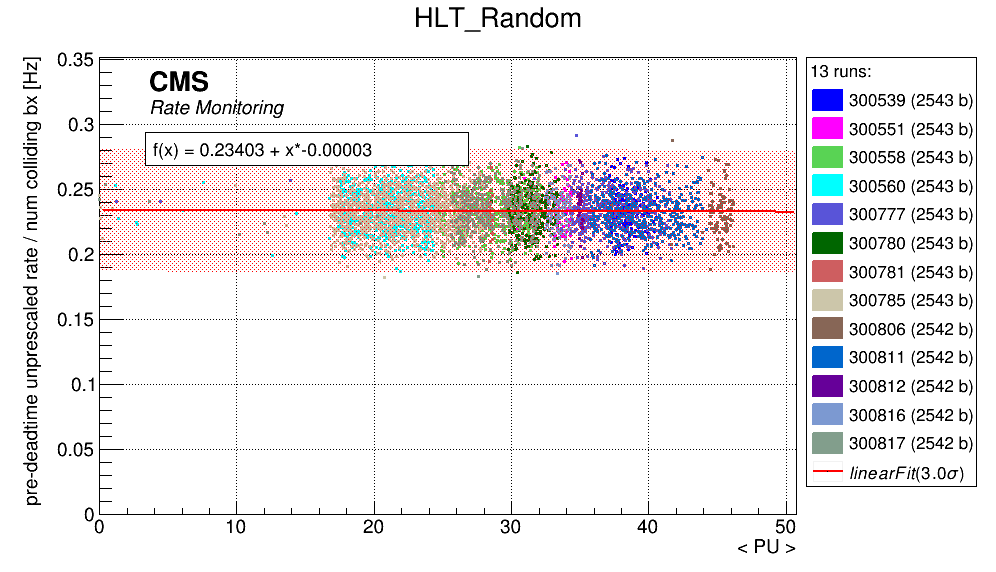 HLT_Random
pre-deadtime unprescaled rate / num colliding bx [Hz]
0.35
0.3
0.25
0.2
0.15
0.1
0.05
0
CMS
Rate Monitoring
f(x) = 0.23403 + x*-0.00003
0 10 20 30 40 50
< PU >
13 runs:
300539 (2543 b)
300551 (2543 b)
300558 (2543 b)
300560 (2543 b)
300777 (2543 b)
300780 (2543 b)
300781 (2543 b)
300785 (2543 b)
300806 (2542 b)
300811 (2542 b)
300812 (2542 b)
300816 (2542 b)
300817 (2542 b)
linearFit(3.0σ)